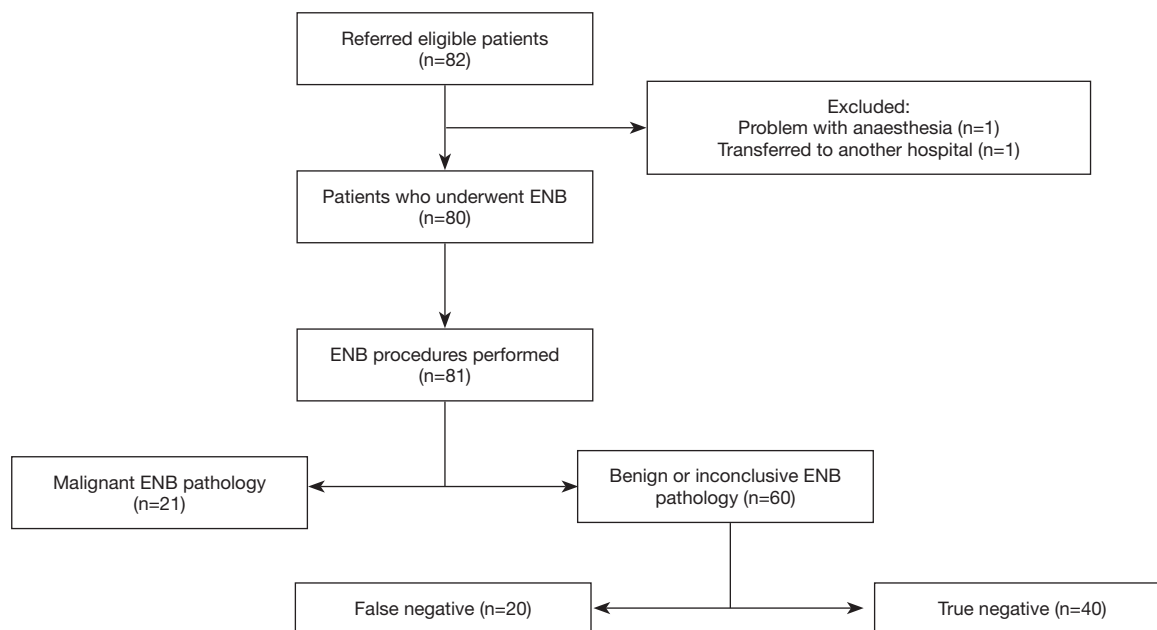 Referred eligible patients
(n=82)
Excluded:
Problem with anaesthesia (n=1)
Transferred to another hospital (n=1)
Patients who underwent ENB
(n=80)
ENB procedures performed
(n=81)
Malignant ENB pathology
(n=21)
Benign or inconclusive ENB
pathology (n=60)
False negative (n=20)
True negative (n=40)